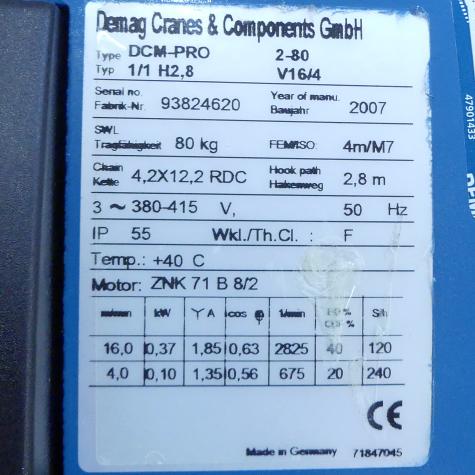 Demag Cranes & Components GmbH
Type DCM-PRO 2-80
Typ 1/1 H2,8 V16/4
Serial no. Year of manu.
Fabrik-Nr. 93824620 Baujahr 2007
SWL
Tragfähigkeit 80 kg FEM/ISO: 4m/M7
Chain Hook path
Kette 4,2X12,2 RDC Hakenweg 2,8 m
3 ~ 380-415 V, 50 Hz
IP 55 Wkl./Th.Cl. : F
Temp.: +40 C
Motor: ZNK 71 B 8/2
m/min kW Y A cos φ 1/min ED % S/h
CDF %
16,0 0,37 1,85 0,63 2825 40 120
4,0 0,10 1,35 0,56 675 20 240
CE
Made in Germany 71847045
47901433